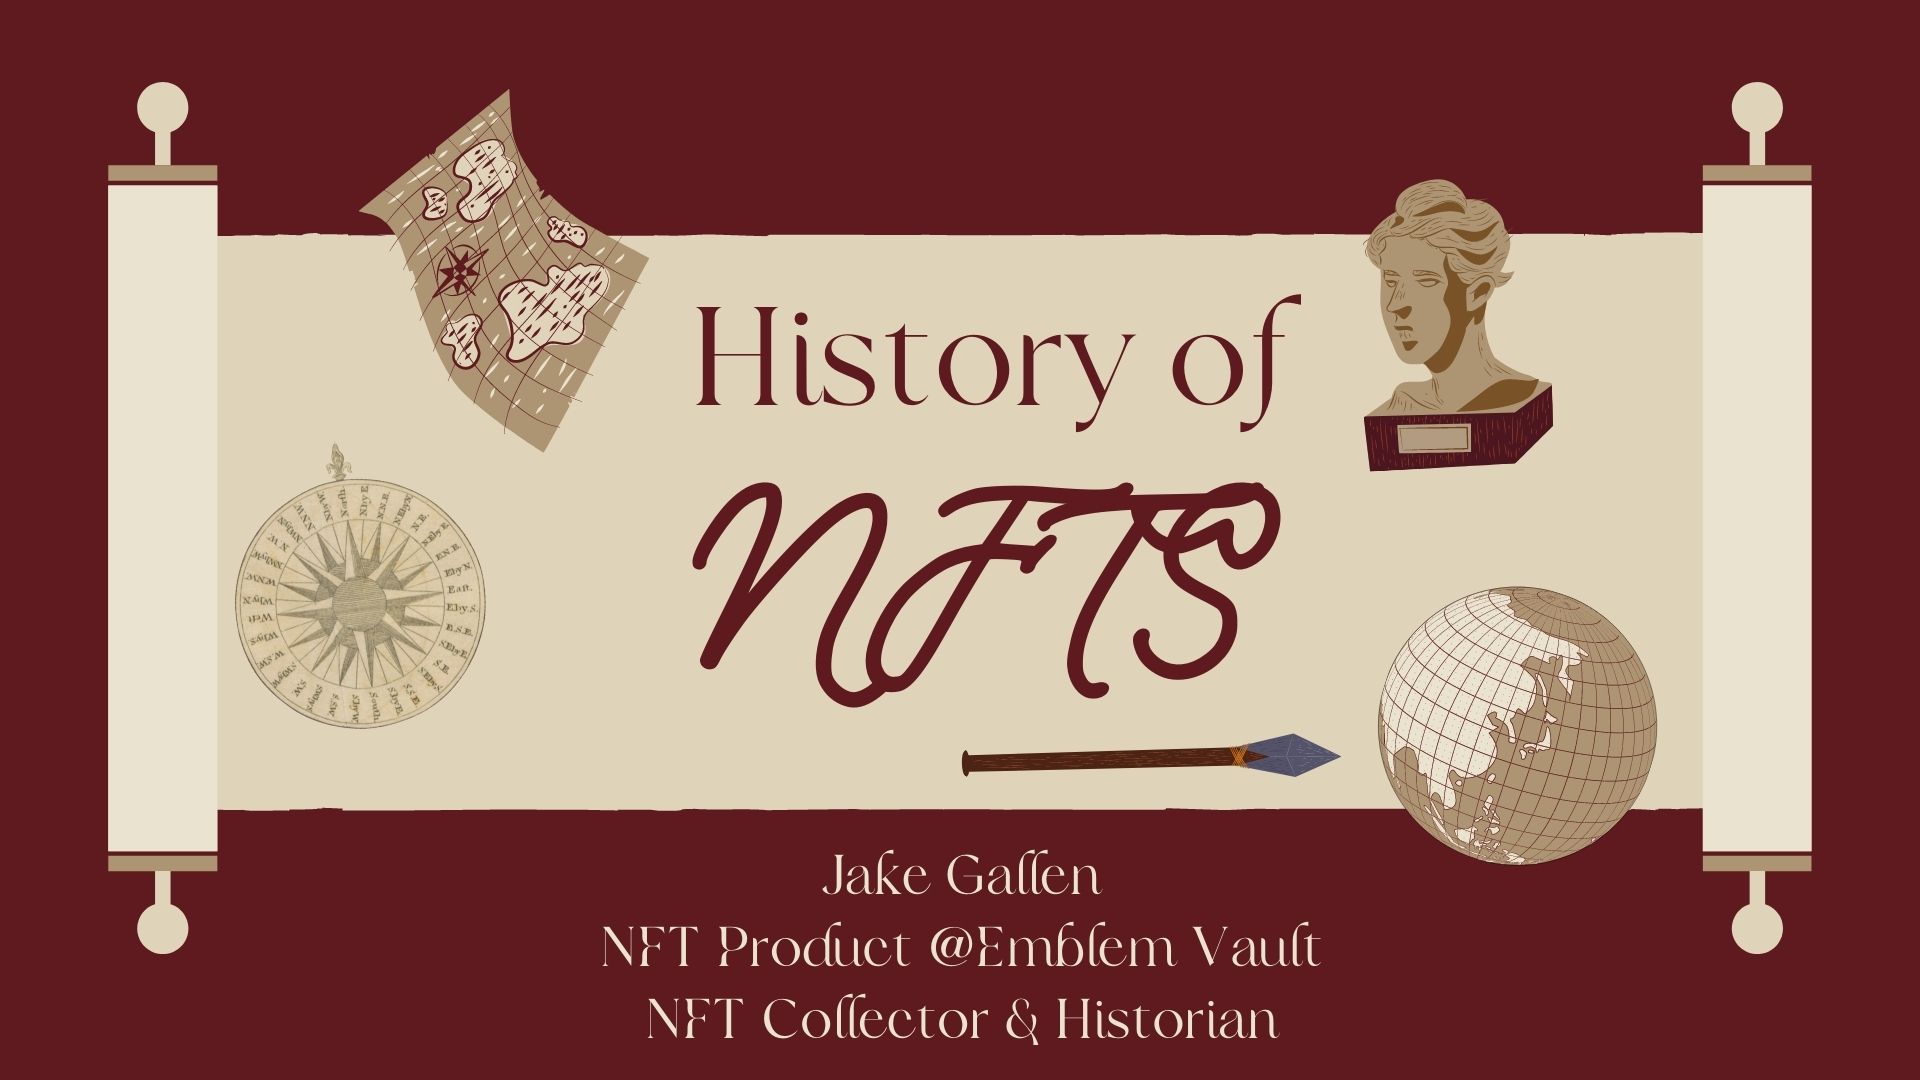 History of
NFTS
Jake Gallen
NFT Product @Emblem Vault
NFT Collector & Historian